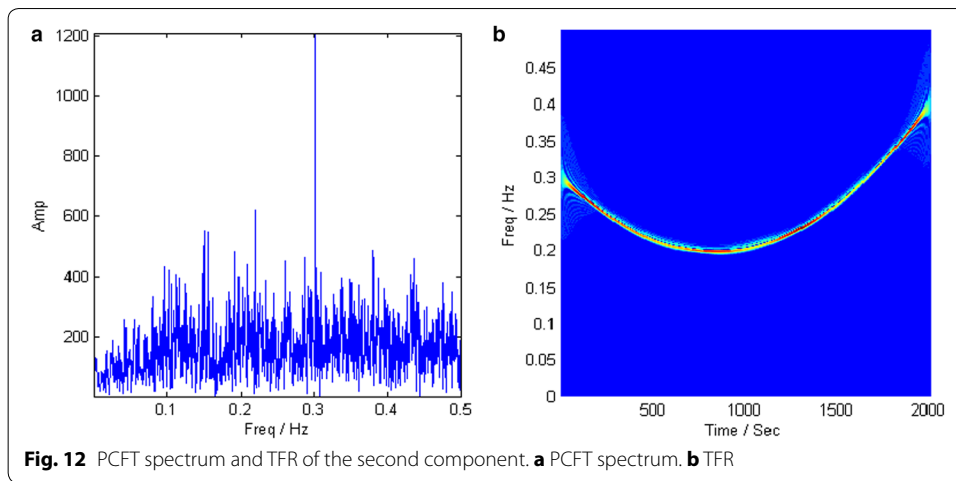 a
1200
1000
800
600
400
200
Amp
0.1 0.2 0.3 0.4 0.5
Freq / Hz
b
0.45
0.4
0.35
0.3
0.25
0.2
0.15
0.1
0.05
0
Freq / Hz
500 1000 1500 2000
Time / Sec
Fig. 12 PCFT spectrum and TFR of the second component. a PCFT spectrum. b TFR